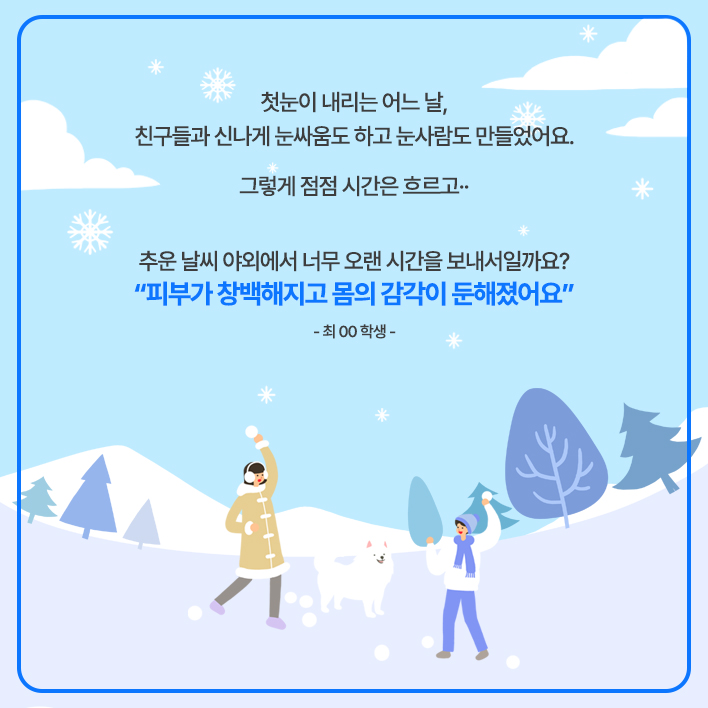 첫눈이 내리는 어느 날,
친구들과 신나게 눈싸움도 하고 눈사람도 만들었어요.
그렇게 점점 시간은 흐르고··
추운 날씨 야외에서 너무 오랜 시간을 보내서일까요?
“피부가 창백해지고 몸의 감각이 둔해졌어요”
- 최 OO 학생 -